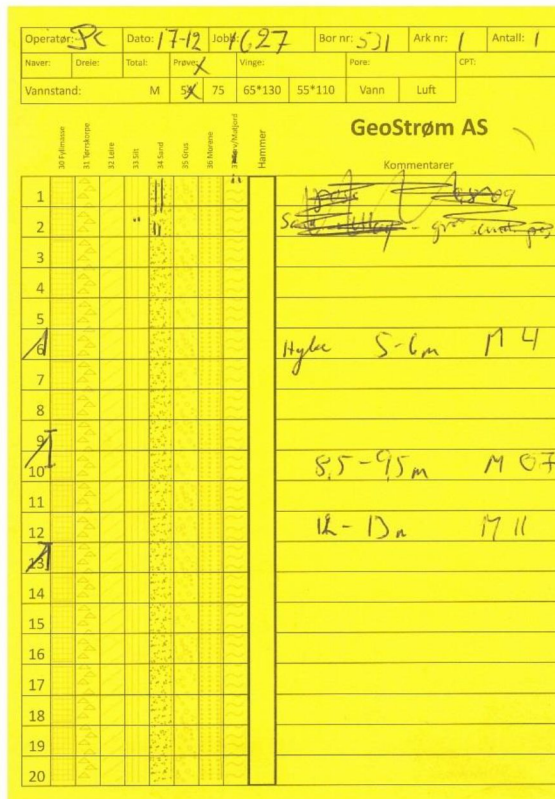 Operatør: PC Dato: 17-12 Jobb: 1627 Bor nr: 531 Ark nr: 1 Antall: 1
Naver: Dreie: Total: Prøve: X Vinge: Pore: CPT:
Vannstand: M 54 75 65*130 55*110 Vann Luft
GeoStrøm AS
30 Fyllmasse 31 Tørrskorpe 32 Leire 33 Silt 34 Sand 35 Grus 36 Morene Hammer
Kommentarer
1
2
3
4
5
6 Hylse 5-6m M 4
7
8
9
10 8,5-9,5m M 07
11
12 12-13m M 11
13
14
15
16
17
18
19
20